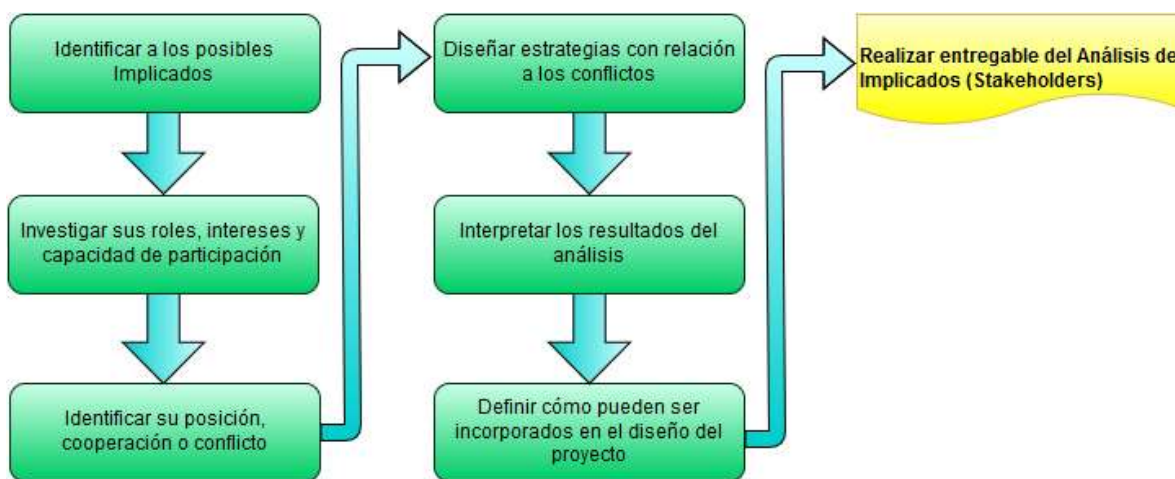 Identificar a los posibles
Implicados
Investigar sus roles, intereses y
capacidad de participación
Identificar su posición,
cooperación o conflicto
Diseñar estrategias con relación
a los conflictos
Interpretar los resultados del
análisis
Definir cómo pueden ser
incorporados en el diseño del
proyecto
Realizar entregable del Análisis de
Implicados (Stakeholders)